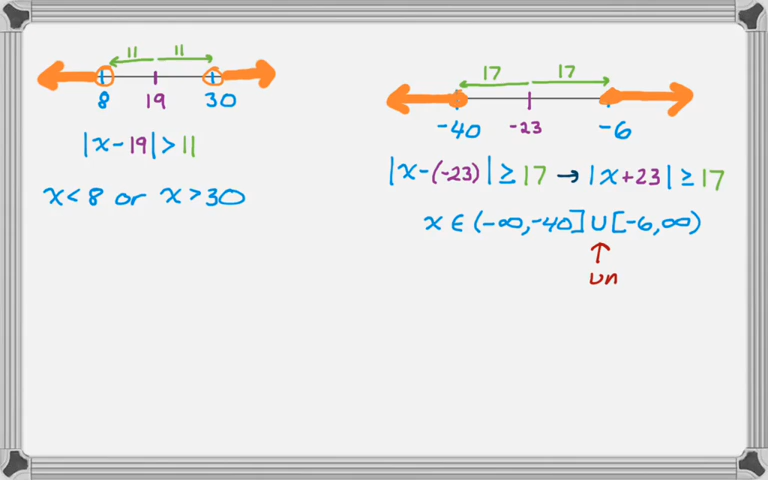 11 11
8 19 30
|x-19|>11
x<8 or x>30
17 17
-40 -23 -6
|x-(-23)|≥17→|x+23|≥17
x∈(-∞,-40]∪[-6,∞)
↑
un